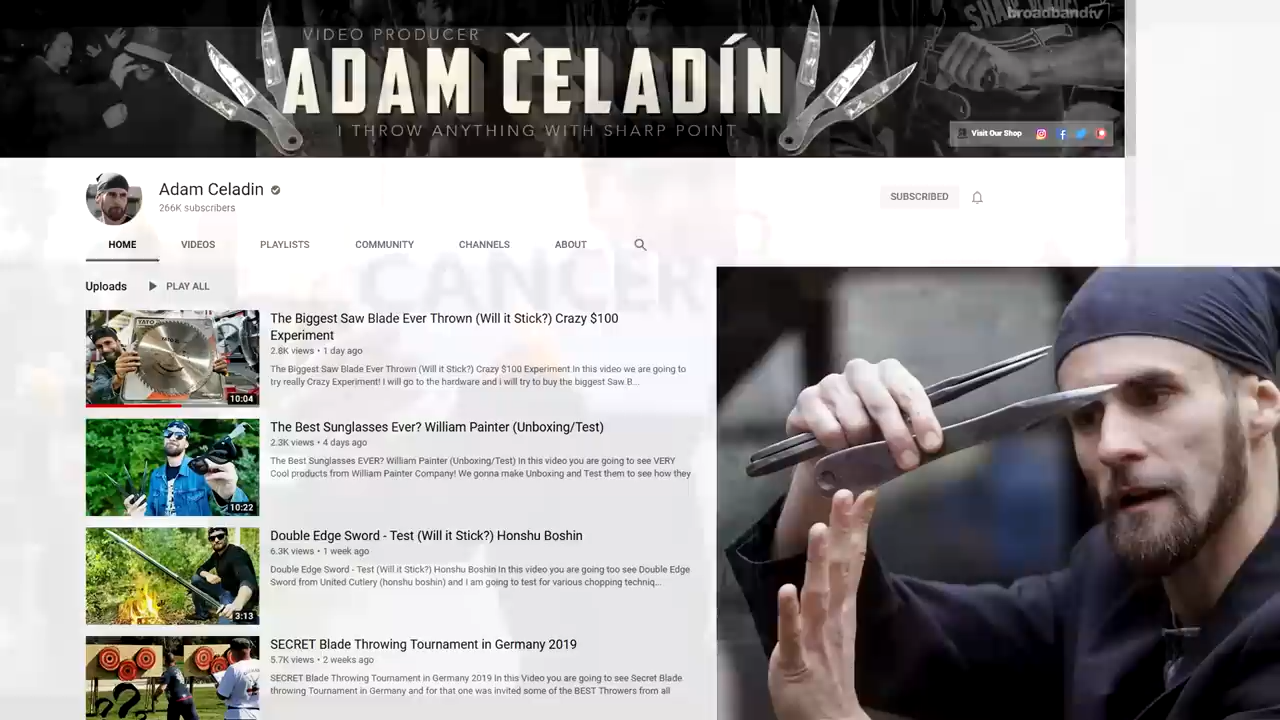 broadbandtv
VIDEO PRODUCER
ADAM ČELADÍN
I THROW ANYTHING WITH SHARP POINT
Visit Our Shop
Adam Celadin
266K subscribers
SUBSCRIBED
HOME VIDEOS PLAYLISTS COMMUNITY CHANNELS ABOUT
CANCER
Uploads PLAY ALL
YATO
10:04
The Biggest Saw Blade Ever Thrown (Will it Stick?) Crazy $100
Experiment
2.8K views • 1 day ago
The Biggest Saw Blade Ever Thrown (Will it Stick?) Crazy $100 Experiment In this video we are going to
try really Crazy Experiment! I will go to the hardware and i will try to buy the biggest Saw B...
10:22
The Best Sunglasses Ever? William Painter (Unboxing/Test)
2.3K views • 4 days ago
The Best Sunglasses EVER? William Painter (Unboxing/Test) In this video you are going to see VERY
Cool products from William Painter Company! We gonna make Unboxing and Test them to see how they
3:13
Double Edge Sword - Test (Will it Stick?) Honshu Boshin
6.3K views • 1 week ago
Double Edge Sword - Test (Will it Stick?) Honshu Boshin In this video you are going too see Double Edge
Sword from United Cutlery (honshu boshin) and i am going to test for various chopping techniq...
SECRET Blade Throwing Tournament in Germany 2019
5.7K views • 2 weeks ago
SECRET Blade Throwing Tournament in Germany 2019 In this Video you are going to see Secret Blade
throwing Tournament in Germany and for that one was invited some of the BEST Throwers from all